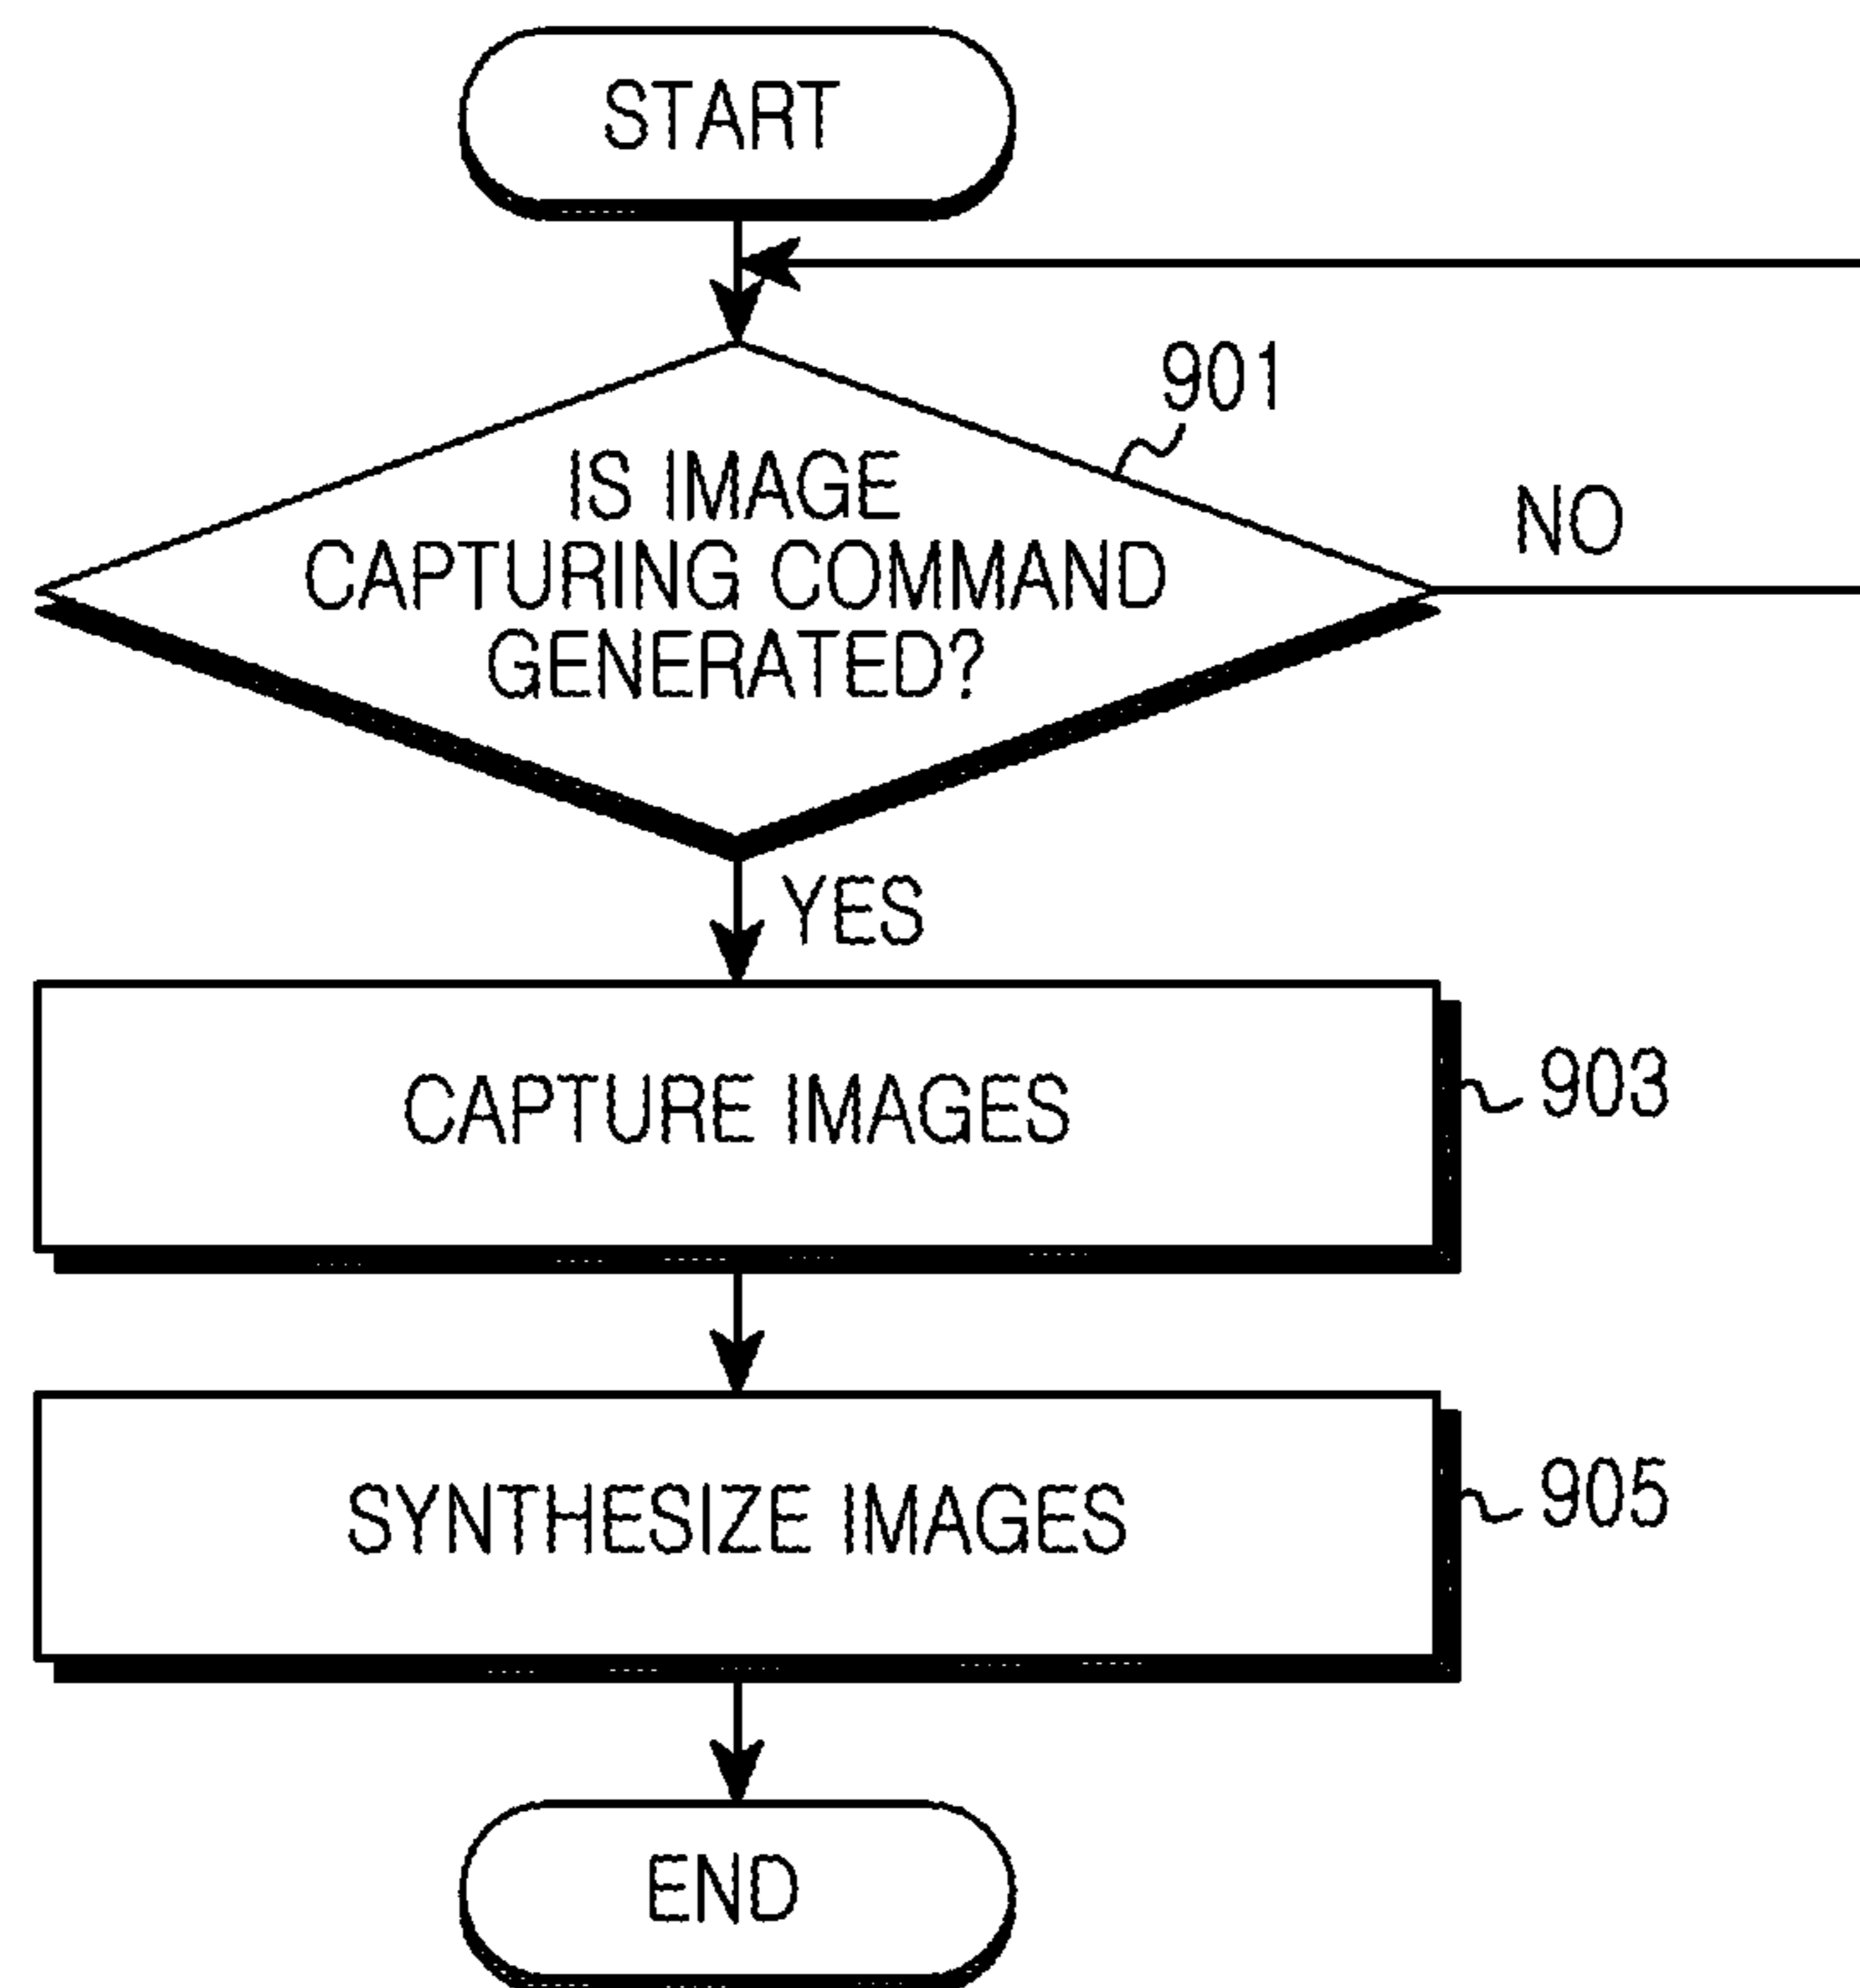 START
901
IS IMAGE
CAPTURING COMMAND
GENERATED?
NO
YES
CAPTURE IMAGES
903
SYNTHESIZE IMAGES
905
END